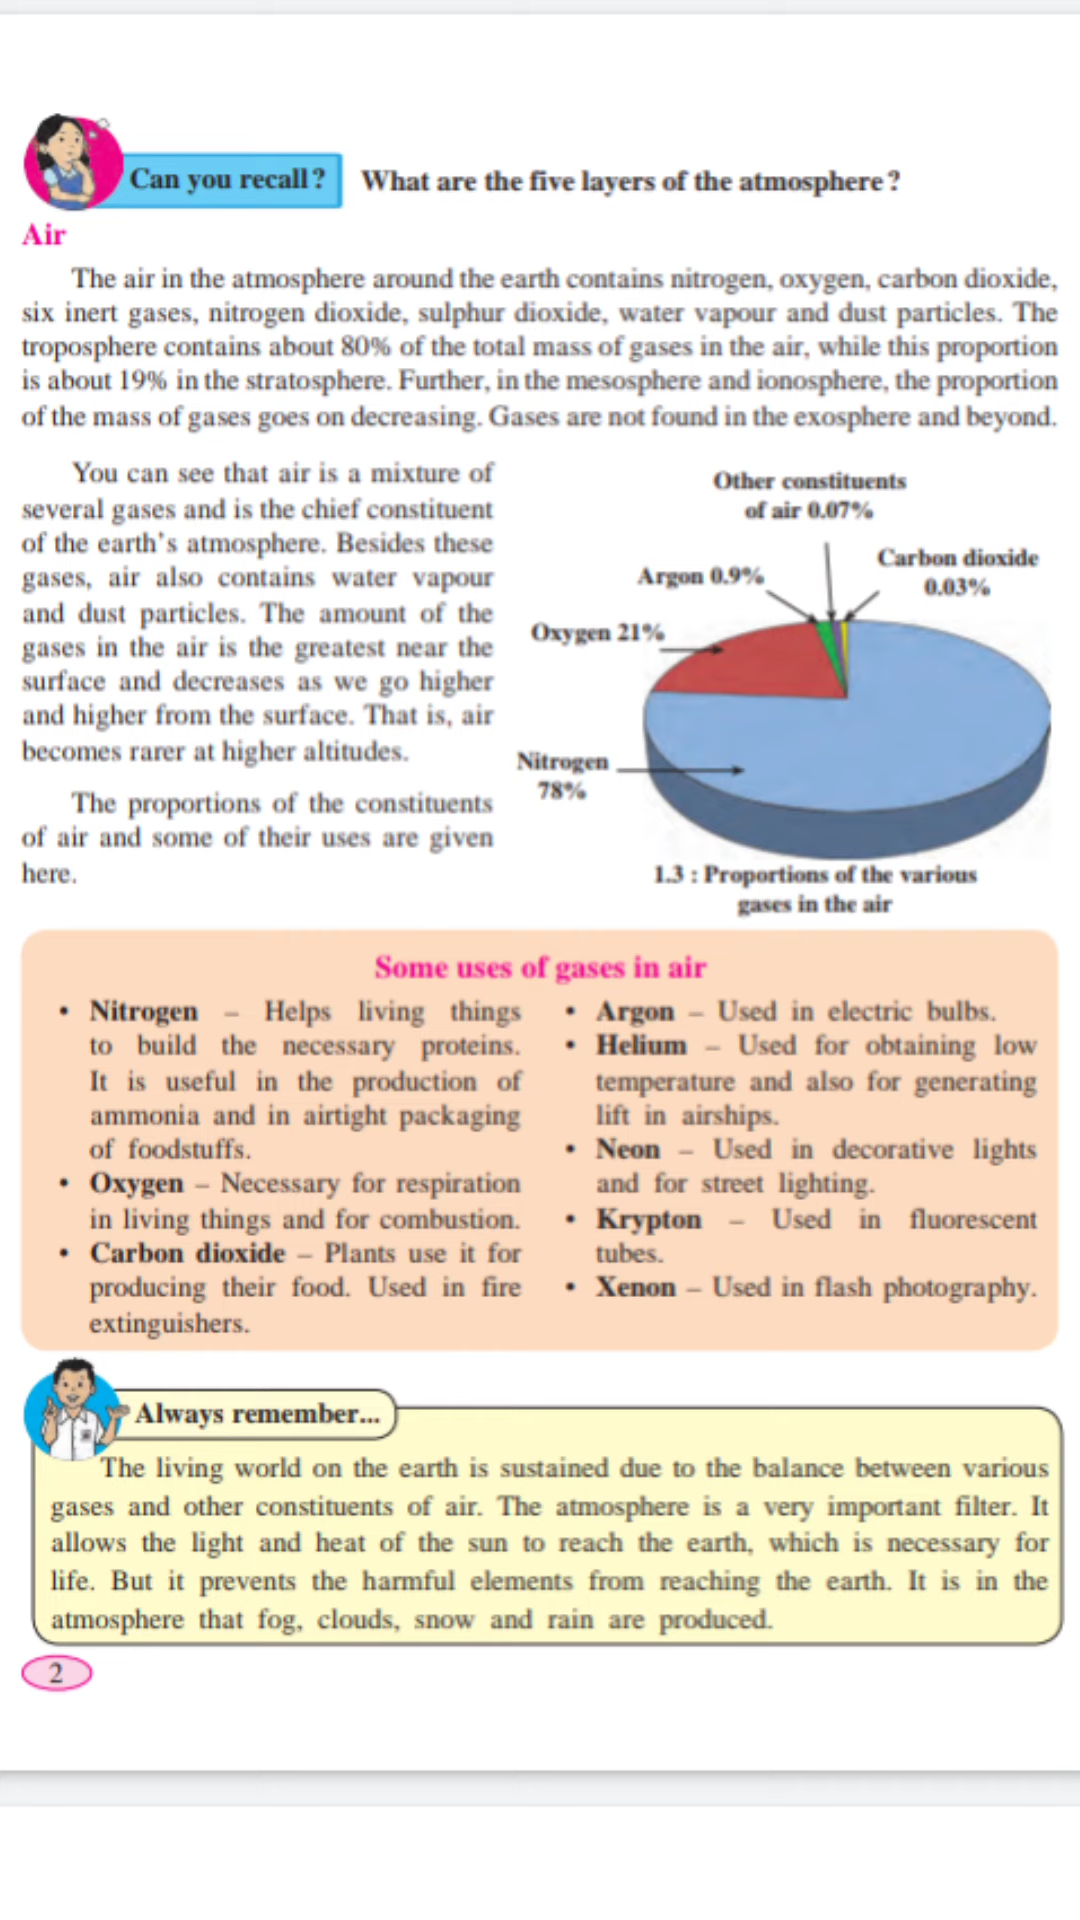 Can you recall?  What are the five layers of the atmosphere?
Air
The air in the atmosphere around the earth contains nitrogen, oxygen, carbon dioxide,
six inert gases, nitrogen dioxide, sulphur dioxide, water vapour and dust particles. The
troposphere contains about 80% of the total mass of gases in the air, while this proportion
is about 19% in the stratosphere. Further, in the mesosphere and ionosphere, the proportion
of the mass of gases goes on decreasing. Gases are not found in the exosphere and beyond.
You can see that air is a mixture of
several gases and is the chief constituent
of the earth's atmosphere. Besides these
gases, air also contains water vapour
and dust particles. The amount of the
gases in the air is the greatest near the
surface and decreases as we go higher
and higher from the surface. That is, air
becomes rarer at higher altitudes.
The proportions of the constituents
of air and some of their uses are given
here.
Other constituents
of air 0.07%
Carbon dioxide
0.03%
Argon 0.9%
Oxygen 21%
Nitrogen
78%
1.3 : Proportions of the various
gases in the air
Some uses of gases in air
• Nitrogen – Helps living things
to build the necessary proteins.
It is useful in the production of
ammonia and in airtight packaging
of foodstuffs.
• Oxygen – Necessary for respiration
in living things and for combustion.
• Carbon dioxide – Plants use it for
producing their food. Used in fire
extinguishers.
• Argon – Used in electric bulbs.
• Helium – Used for obtaining low
temperature and also for generating
lift in airships.
• Neon – Used in decorative lights
and for street lighting.
• Krypton – Used in fluorescent
tubes.
• Xenon – Used in flash photography.
Always remember...
The living world on the earth is sustained due to the balance between various
gases and other constituents of air. The atmosphere is a very important filter. It
allows the light and heat of the sun to reach the earth, which is necessary for
life. But it prevents the harmful elements from reaching the earth. It is in the
atmosphere that fog, clouds, snow and rain are produced.
2